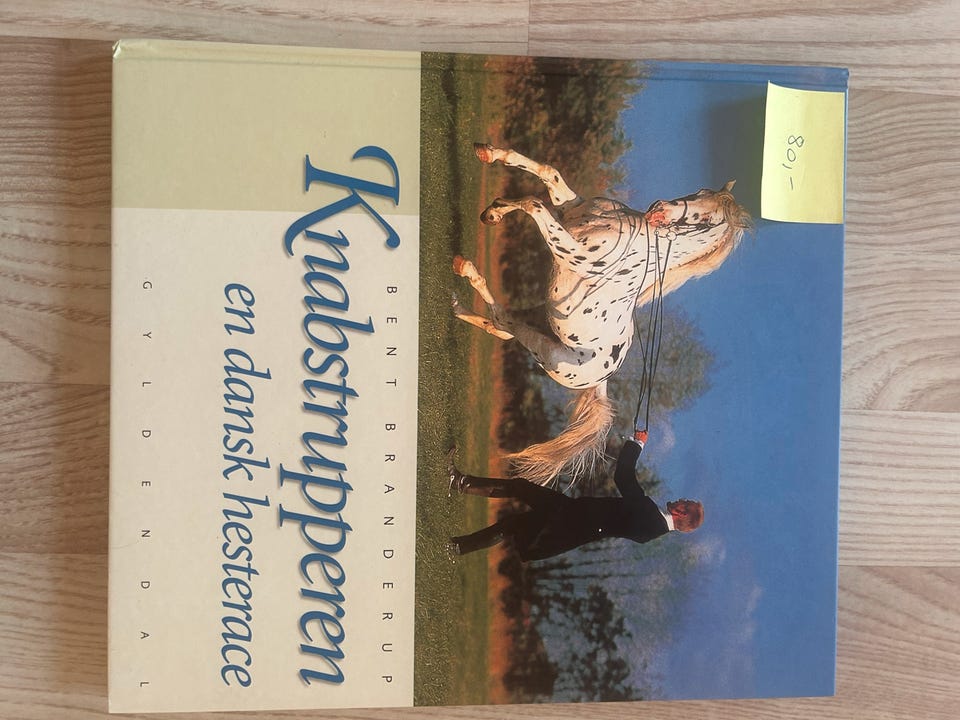 80,-
BENT BRANDERUP
Knabstrupperen
en dansk hesterace
GYLDENDAL